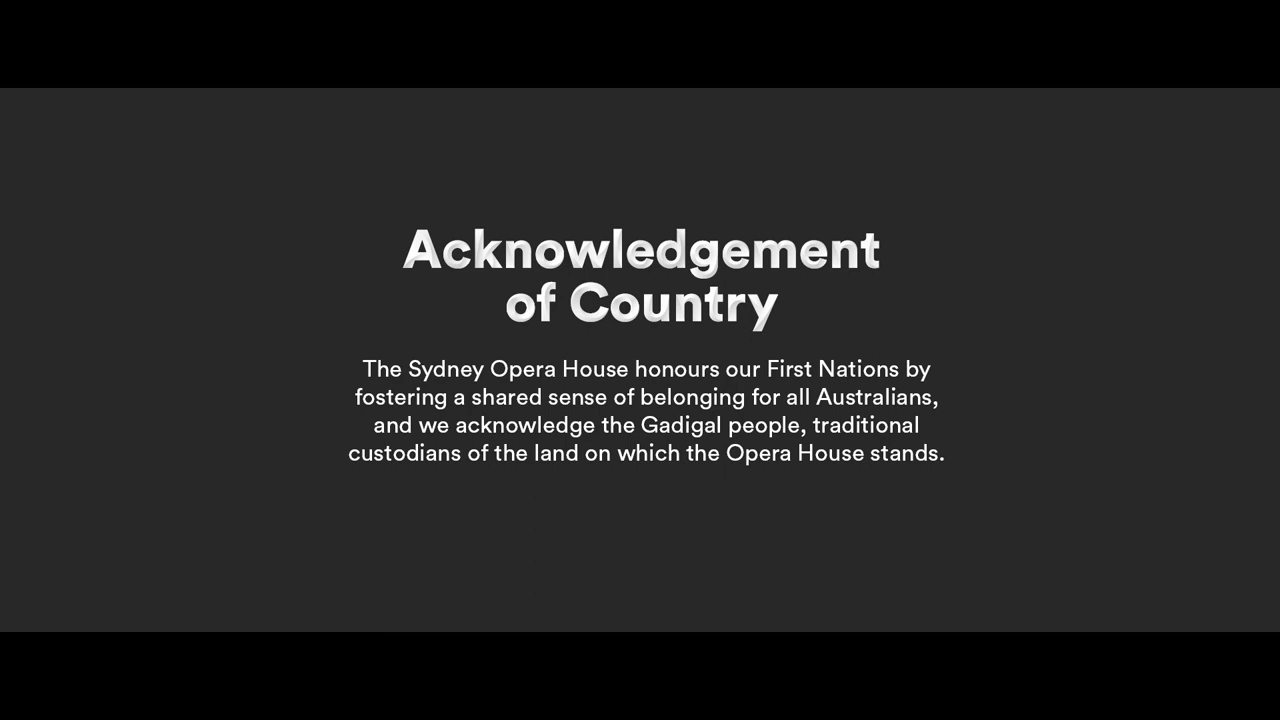 Acknowledgement
of Country
The Sydney Opera House honours our First Nations by
fostering a shared sense of belonging for all Australians,
and we acknowledge the Gadigal people, traditional
custodians of the land on which the Opera House stands.